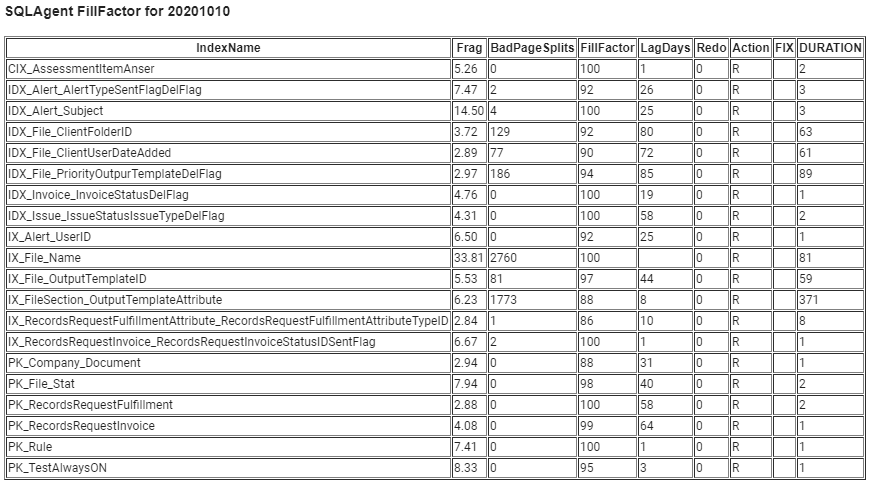 SQLAgent FillFactor for 20201010
IndexName Frag BadPageSplits FillFactor LagDays Redo Action FIX DURATION
CIX_AssessmentItemAnser 5.26 0 100 1 0 R 2
IDX_Alert_AlertTypeSentFlagDelFlag 7.47 2 92 26 0 R 3
IDX_Alert_Subject 14.50 4 100 25 0 R 3
IDX_File_ClientFolderID 3.72 129 92 80 0 R 63
IDX_File_ClientUserDateAdded 2.89 77 90 72 0 R 61
IDX_File_PriorityOutpurTemplateDelFlag 2.97 186 94 85 0 R 89
IDX_Invoice_InvoiceStatusDelFlag 4.76 0 100 19 0 R 1
IDX_Issue_IssueStatusIssueTypeDelFlag 4.31 0 100 58 0 R 2
IX_Alert_UserID 6.50 0 92 25 0 R 1
IX_File_Name 33.81 2760 100 0 R 81
IX_File_OutputTemplateID 5.53 81 97 44 0 R 59
IX_FileSection_OutputTemplateAttribute 6.23 1773 88 8 0 R 371
IX_RecordsRequestFulfillmentAttribute_RecordsRequestFulfillmentAttributeTypeID 2.84 1 86 10 0 R 8
IX_RecordsRequestInvoice_RecordsRequestInvoiceStatusIDSentFlag 6.67 2 100 1 0 R 1
PK_Company_Document 2.94 0 88 31 0 R 1
PK_File_Stat 7.94 0 98 40 0 R 2
PK_RecordsRequestFulfillment 2.88 0 100 58 0 R 2
PK_RecordsRequestInvoice 4.08 0 99 64 0 R 1
PK_Rule 7.41 0 100 1 0 R 1
PK_TestAlwaysON 8.33 0 95 3 0 R 1